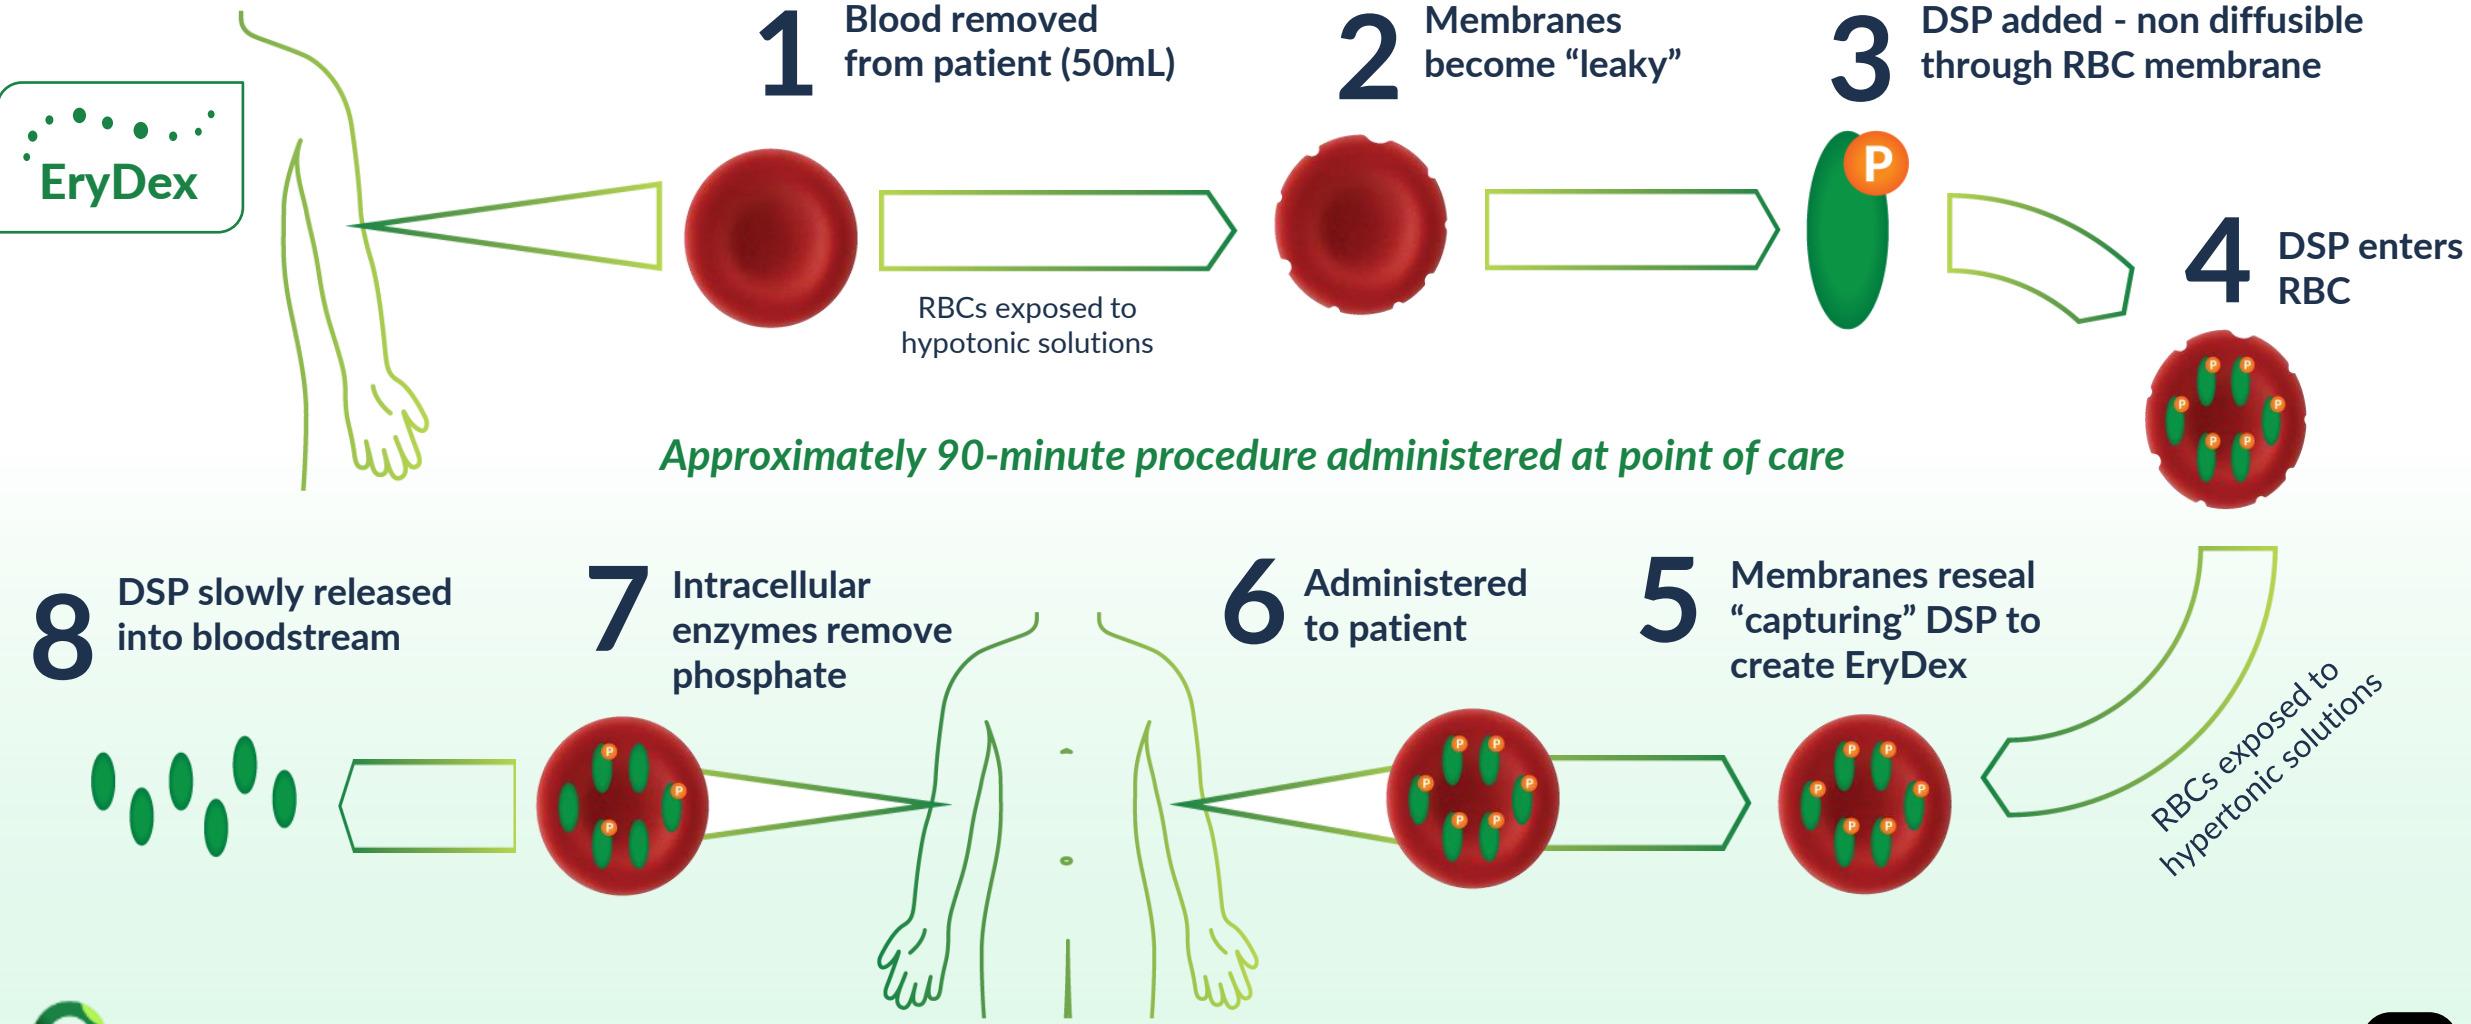 EryDex
1
Blood removed
from patient (50mL)
RBCs exposed to
hypotonic solutions
2
Membranes
become “leaky”
3
DSP added - non diffusible
through RBC membrane
P
4
DSP enters
RBC
P P
P P
P P
Approximately 90-minute procedure administered at point of care
RBCs exposed to
hypertonic solutions
5
Membranes reseal
“capturing” DSP to
create EryDex
P P
P P
P P
6
Administered
to patient
P P
P P
P P
7
Intracellular
enzymes remove
phosphate
P
P
P
8
DSP slowly released
into bloodstream